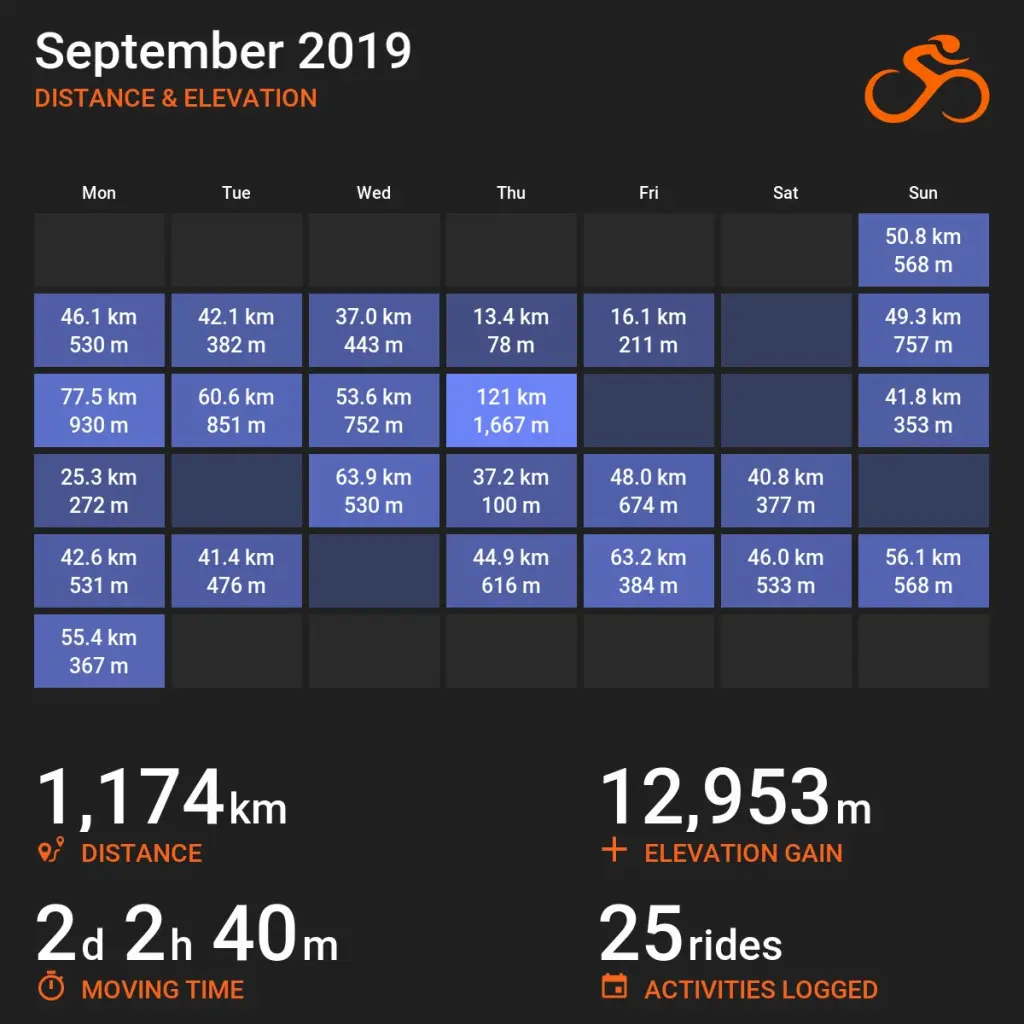 September 2019
DISTANCE & ELEVATION
Mon Tue Wed Thu Fri Sat Sun
50.8 km
568 m
46.1 km 42.1 km 37.0 km 13.4 km 16.1 km 49.3 km
530 m 382 m 443 m 78 m 211 m 757 m
77.5 km 60.6 km 53.6 km 121 km 41.8 km
930 m 851 m 752 m 1,667 m 353 m
25.3 km 63.9 km 37.2 km 48.0 km 40.8 km
272 m 530 m 100 m 674 m 377 m
42.6 km 41.4 km 44.9 km 63.2 km 46.0 km 56.1 km
531 m 476 m 616 m 384 m 533 m 568 m
55.4 km
367 m
1,174km 12,953m
DISTANCE ELEVATION GAIN
2d 2h 40m 25rides
MOVING TIME ACTIVITIES LOGGED